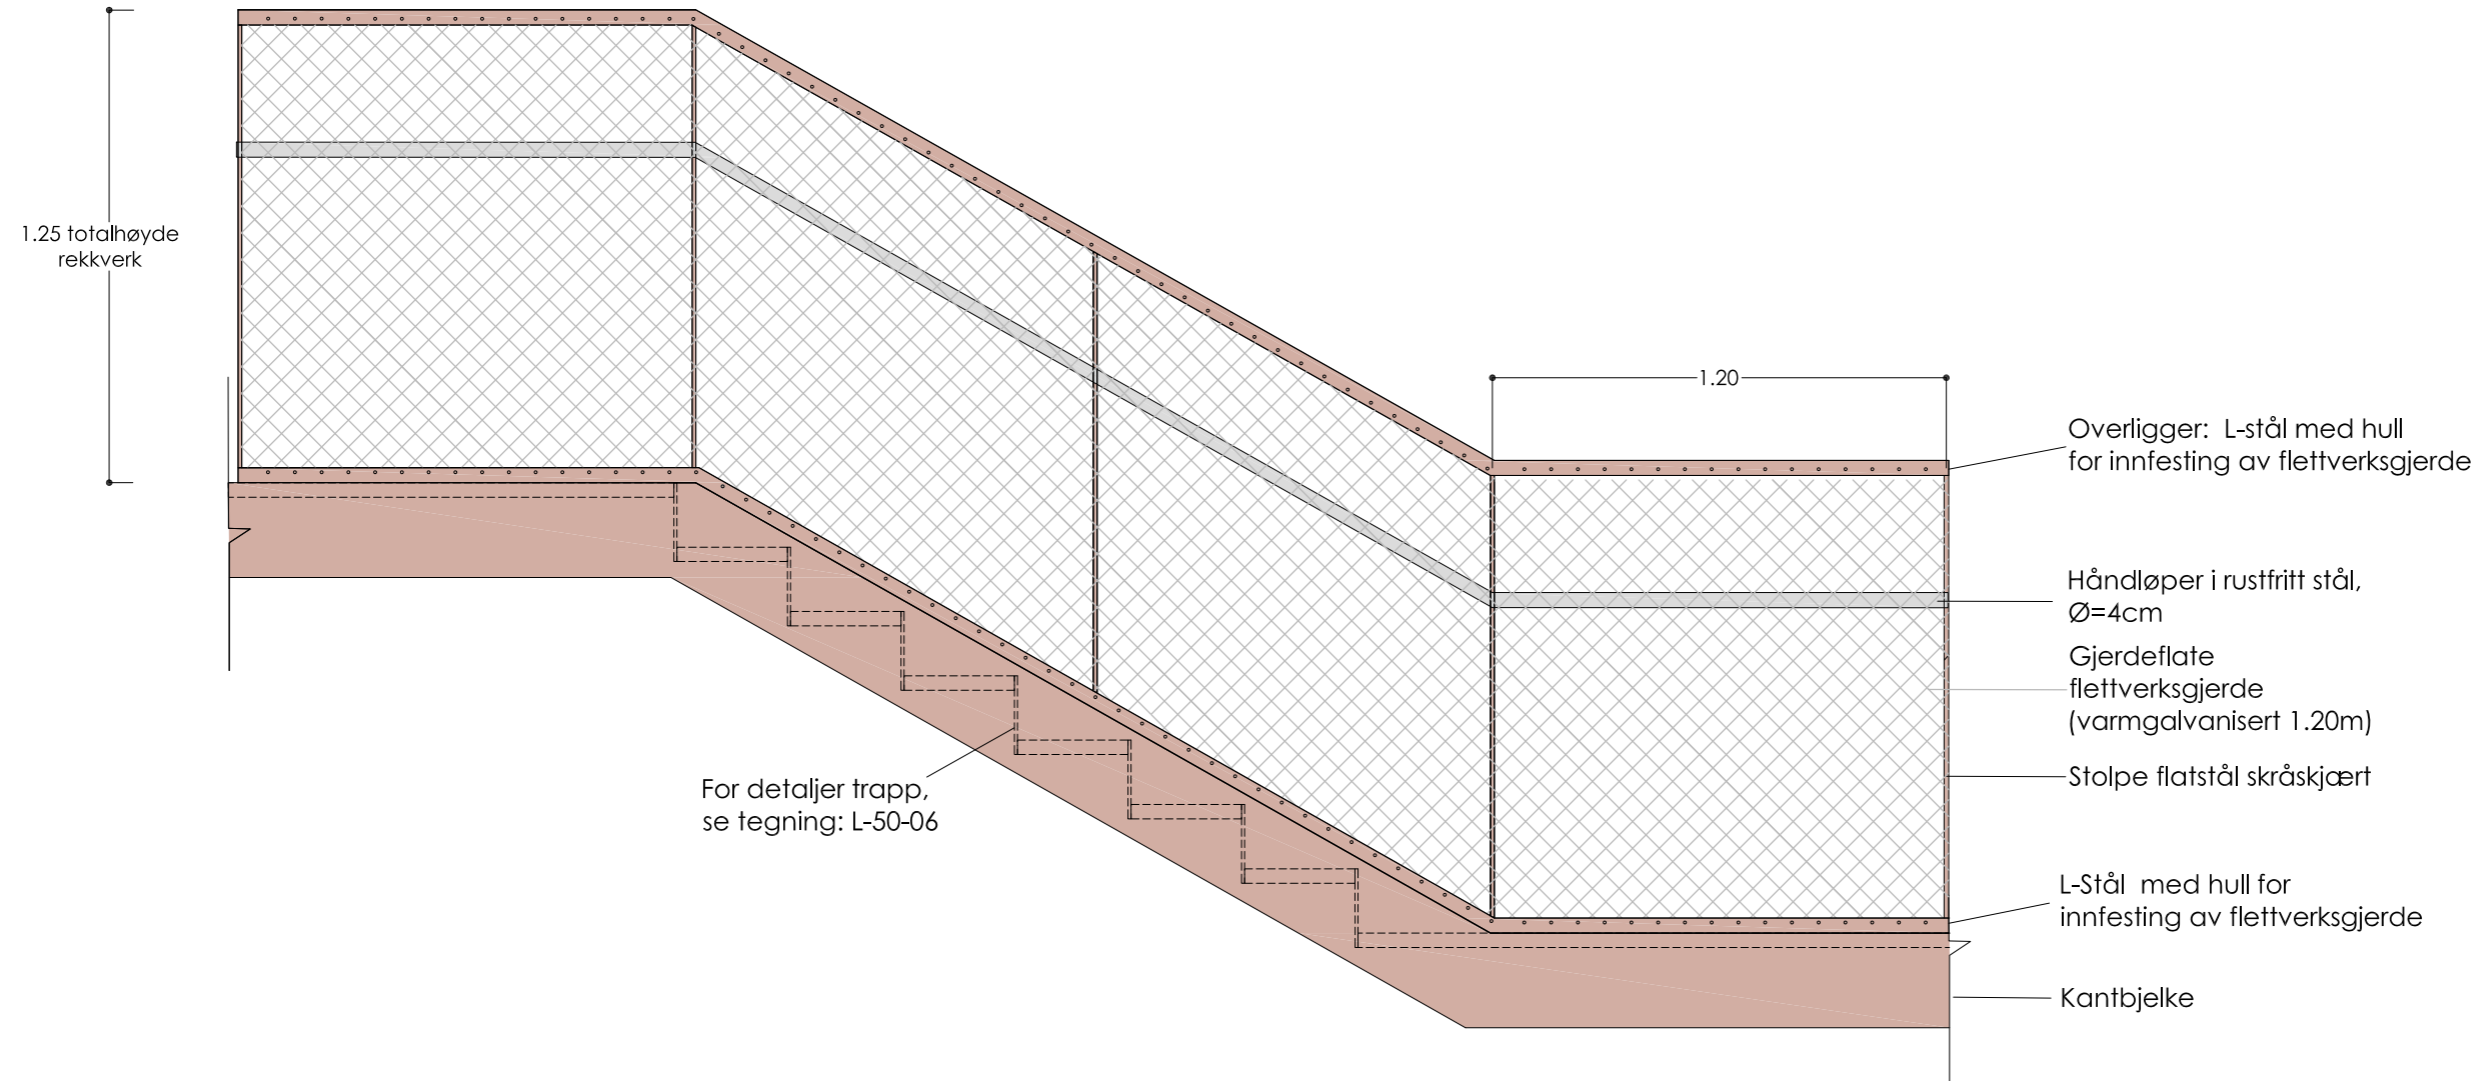 1.25 totalhøyde
rekkverk
1.20
Overligger: L-stål med hull
for innfesting av flettverksgjerde
Håndløper i rustfritt stål,
Ø=4cm
Gjerdeflate
flettverksgjerde
(varmgalvanisert 1.20m)
Stolpe flatstål skråskjært
For detaljer trapp,
se tegning: L-50-06
L-Stål med hull for
innfesting av flettverksgjerde
Kantbjelke